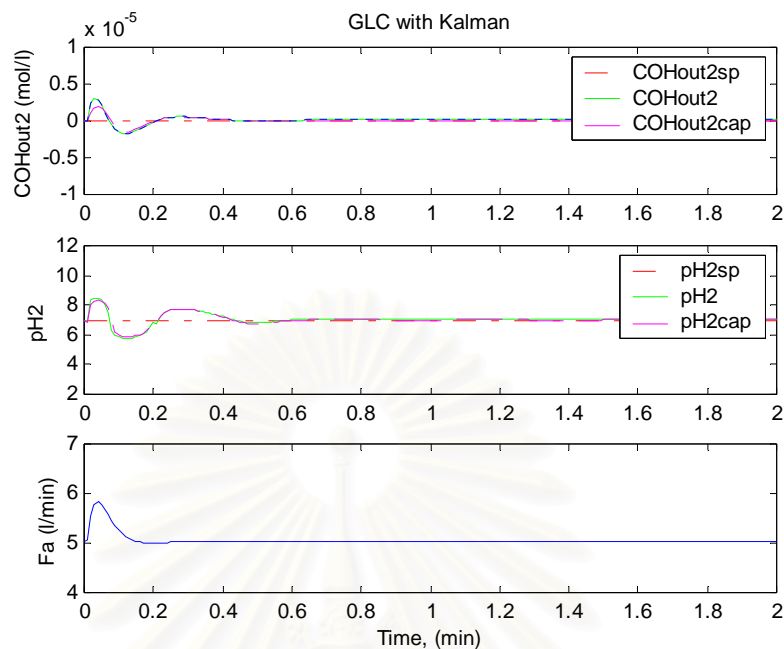 GLC with Kalman
x 10^-5
COHout2 (mol/l)
1
0.5
0
-0.5
-1
0 0.2 0.4 0.6 0.8 1 1.2 1.4 1.6 1.8 2
COHout2sp
COHout2
COHout2cap
pH2
12
10
8
6
4
2
0 0.2 0.4 0.6 0.8 1 1.2 1.4 1.6 1.8 2
pH2sp
pH2
pH2cap
Fa (l/min)
7
6
5
4
0 0.2 0.4 0.6 0.8 1 1.2 1.4 1.6 1.8 2
Time, (min)